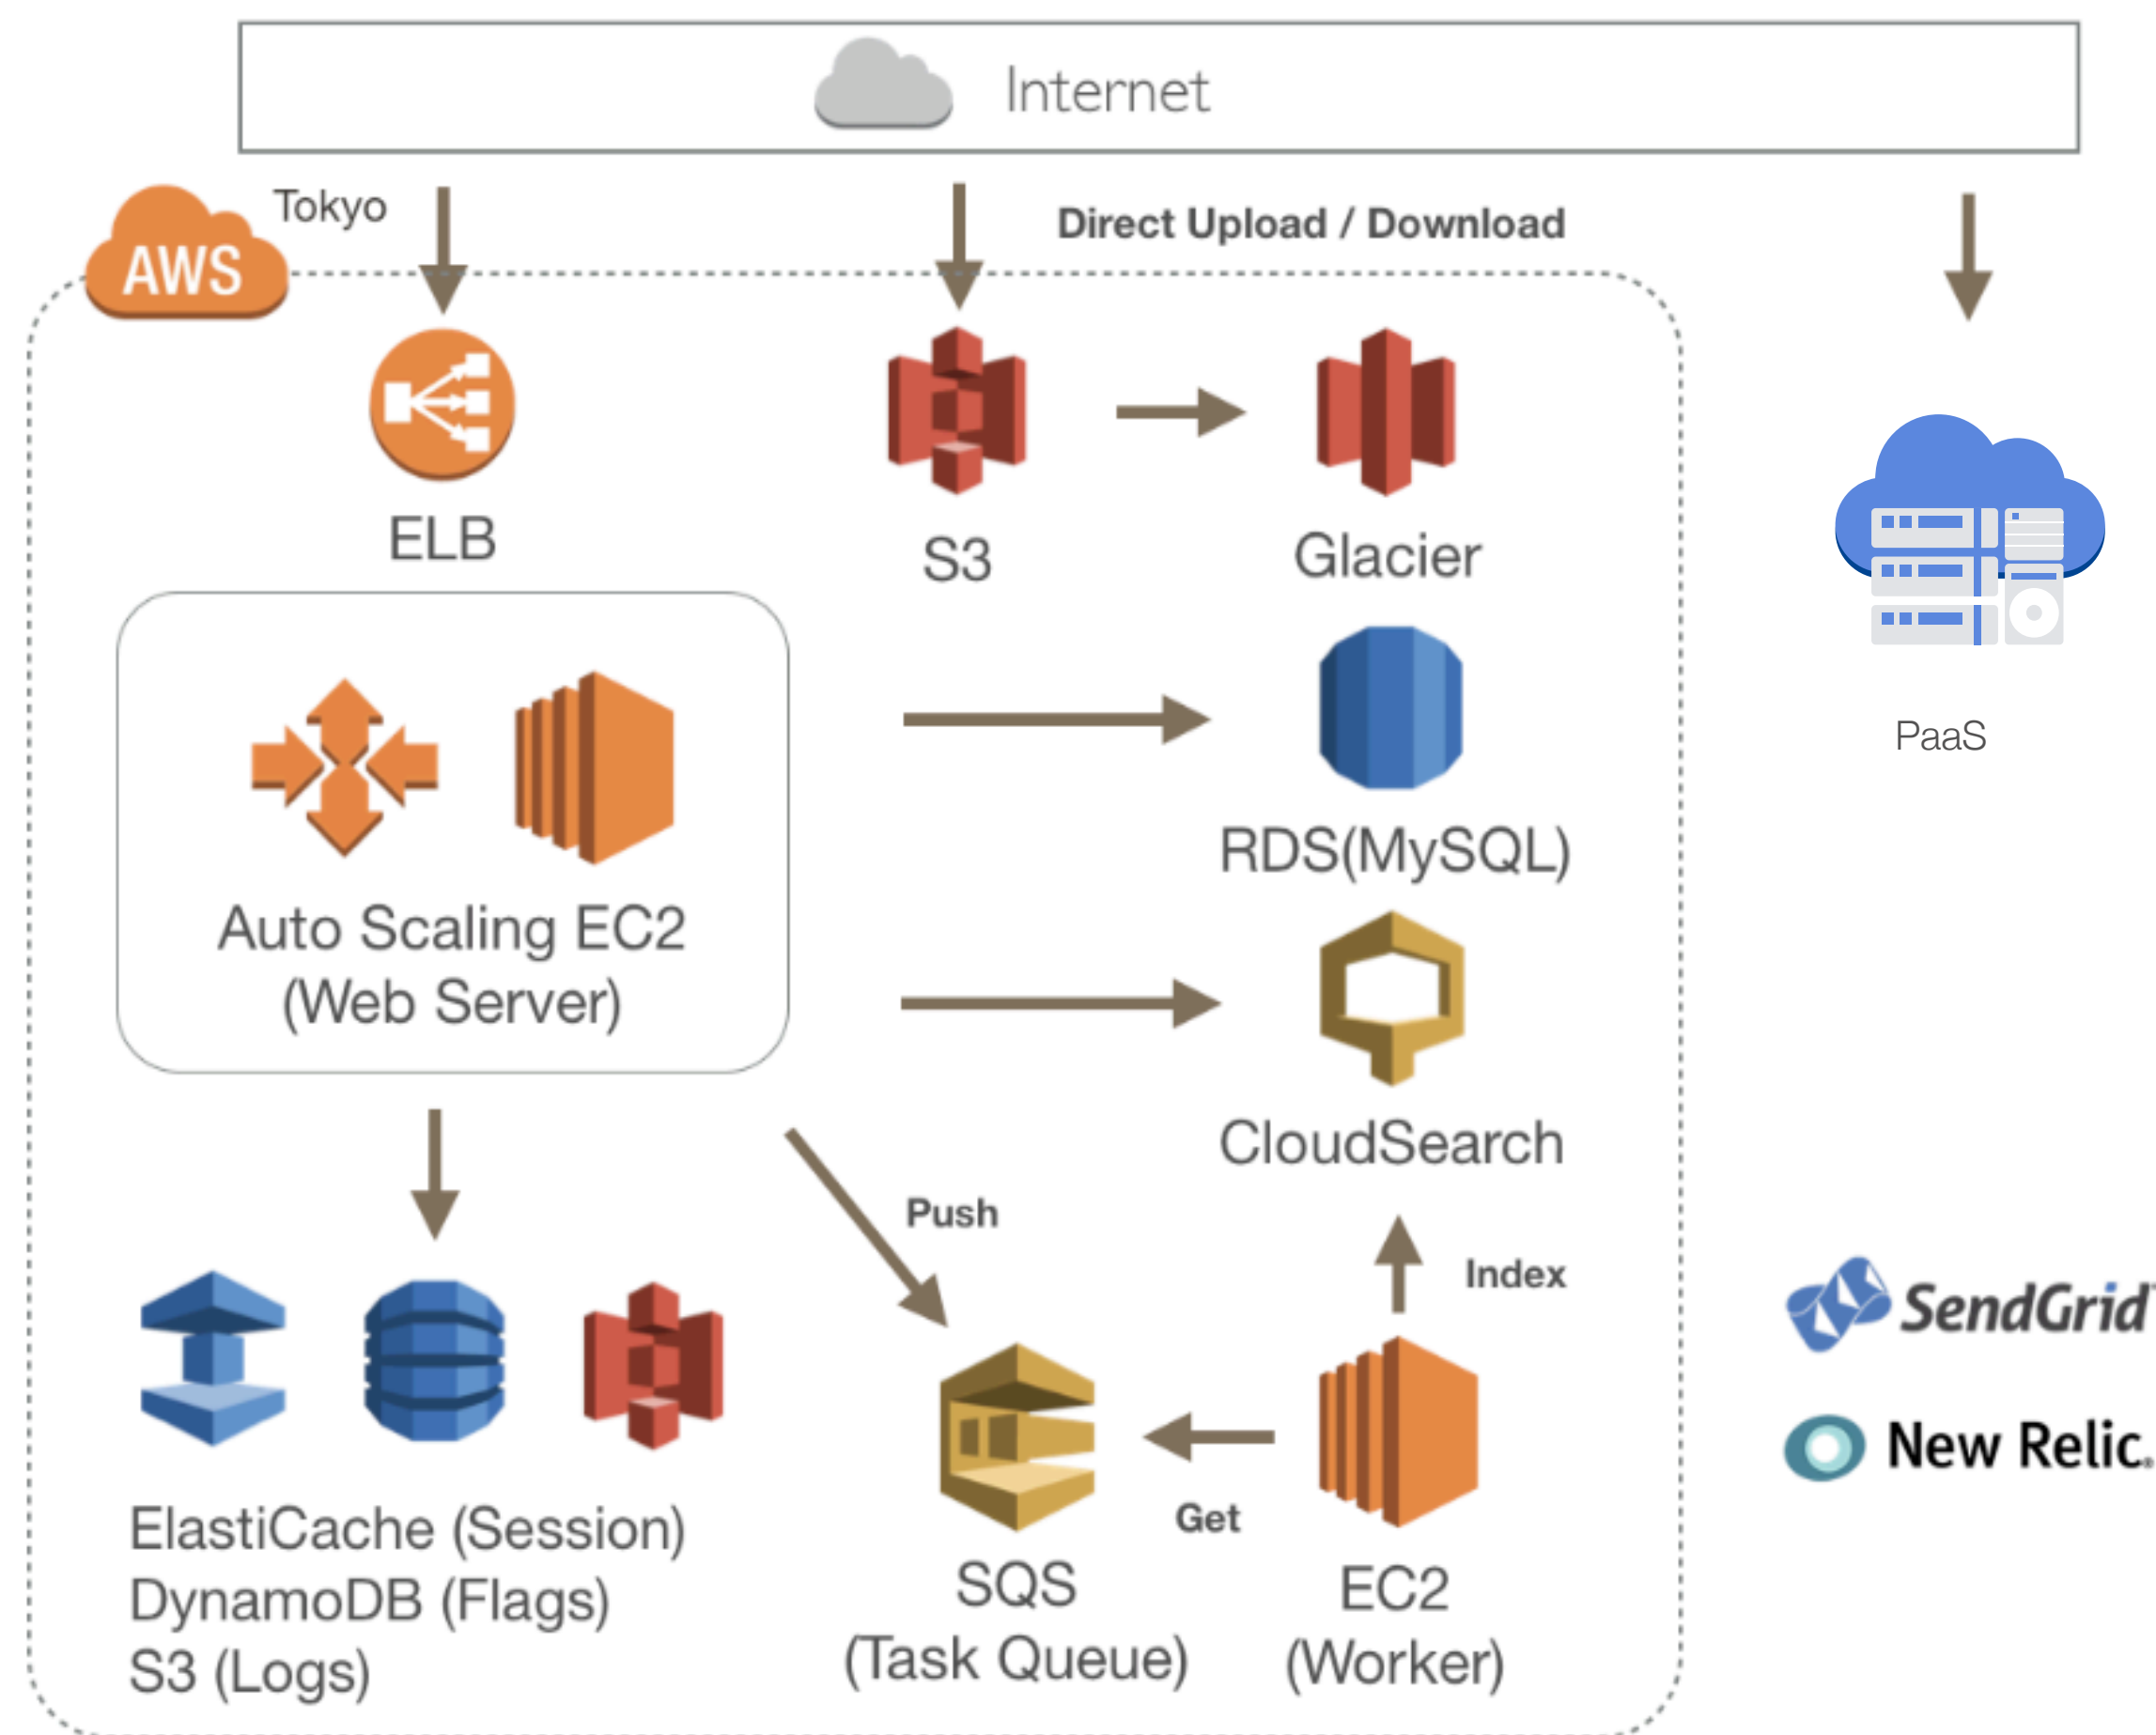 Internet
Tokyo
AWS
Direct Upload / Download
ELB
S3
Glacier
PaaS
RDS(MySQL)
Auto Scaling EC2
(Web Server)
CloudSearch
Push
Index
SendGrid
New Relic®
Get
ElastiCache (Session)
DynamoDB (Flags)
S3 (Logs)
SQS
(Task Queue)
EC2
(Worker)